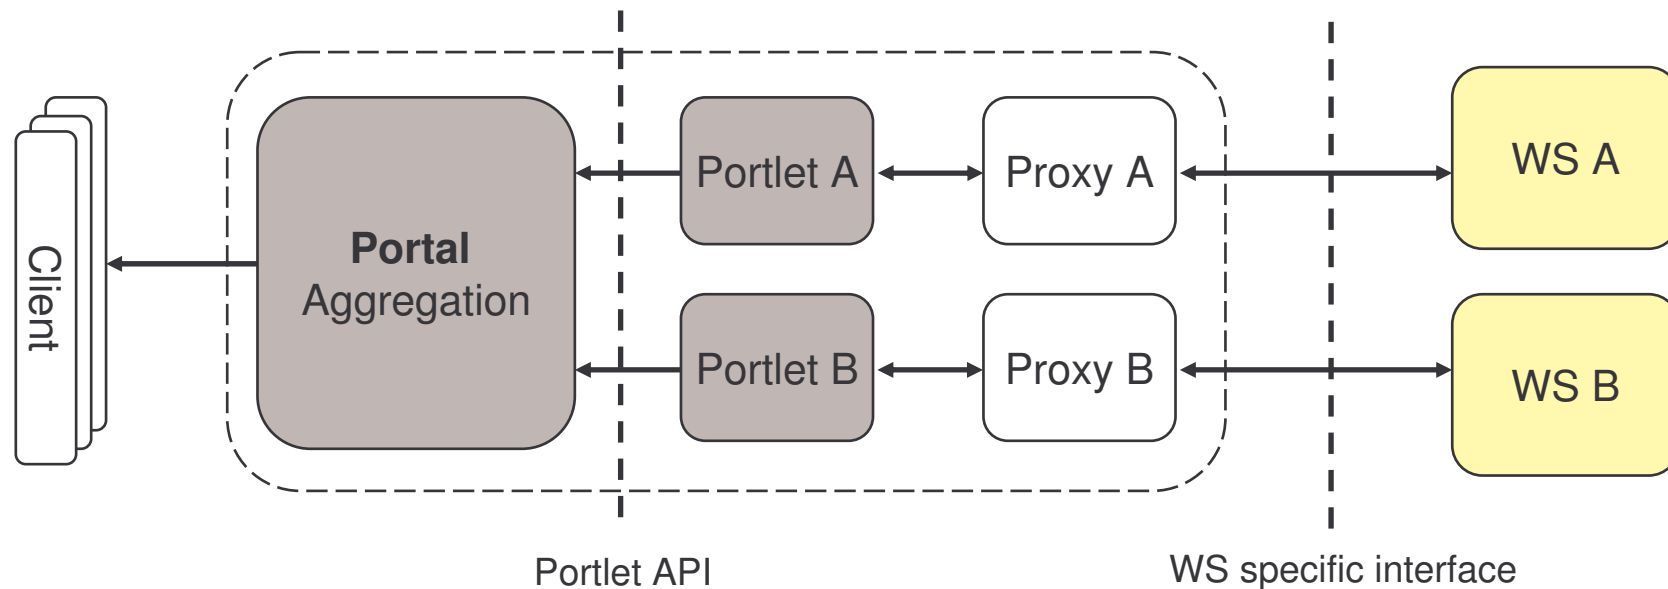 Client
Portal
Aggregation
Portlet A
Proxy A
WS A
Portlet B
Proxy B
WS B
Portlet API
WS specific interface